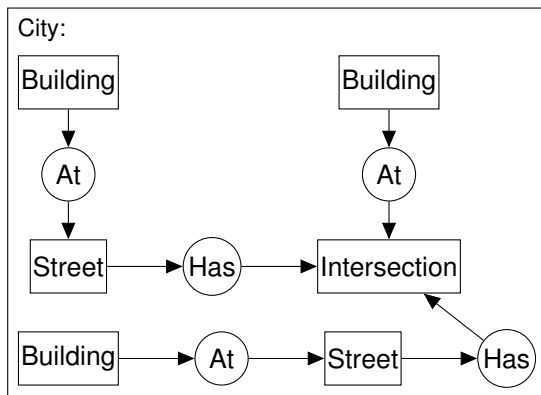 City:
Building Building
At At
Street Has Intersection
Building At Street Has